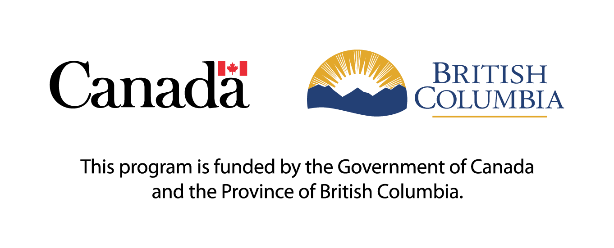 Canada
BRITISH
COLUMBIA
This program is funded by the Government of Canada
and the Province of British Columbia.